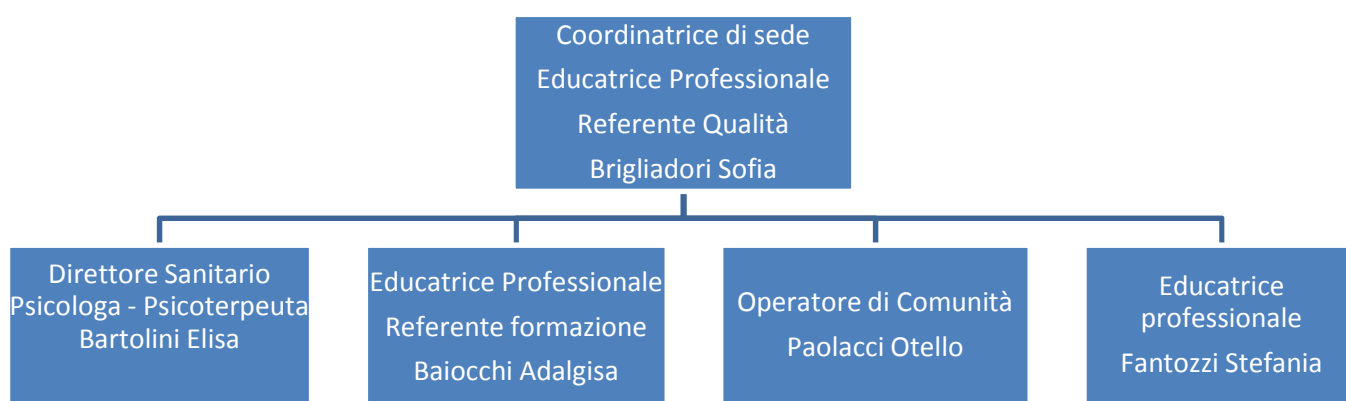 Coordinatrice di sede
Educatrice Professionale
Referente Qualità
Brigliadori Sofia
Direttore Sanitario
Psicologa - Psicoterpeuta
Bartolini Elisa
Educatrice Professionale
Referente formazione
Baiocchi Adalgisa
Operatore di Comunità
Paolacci Otello
Educatrice
professionale
Fantozzi Stefania